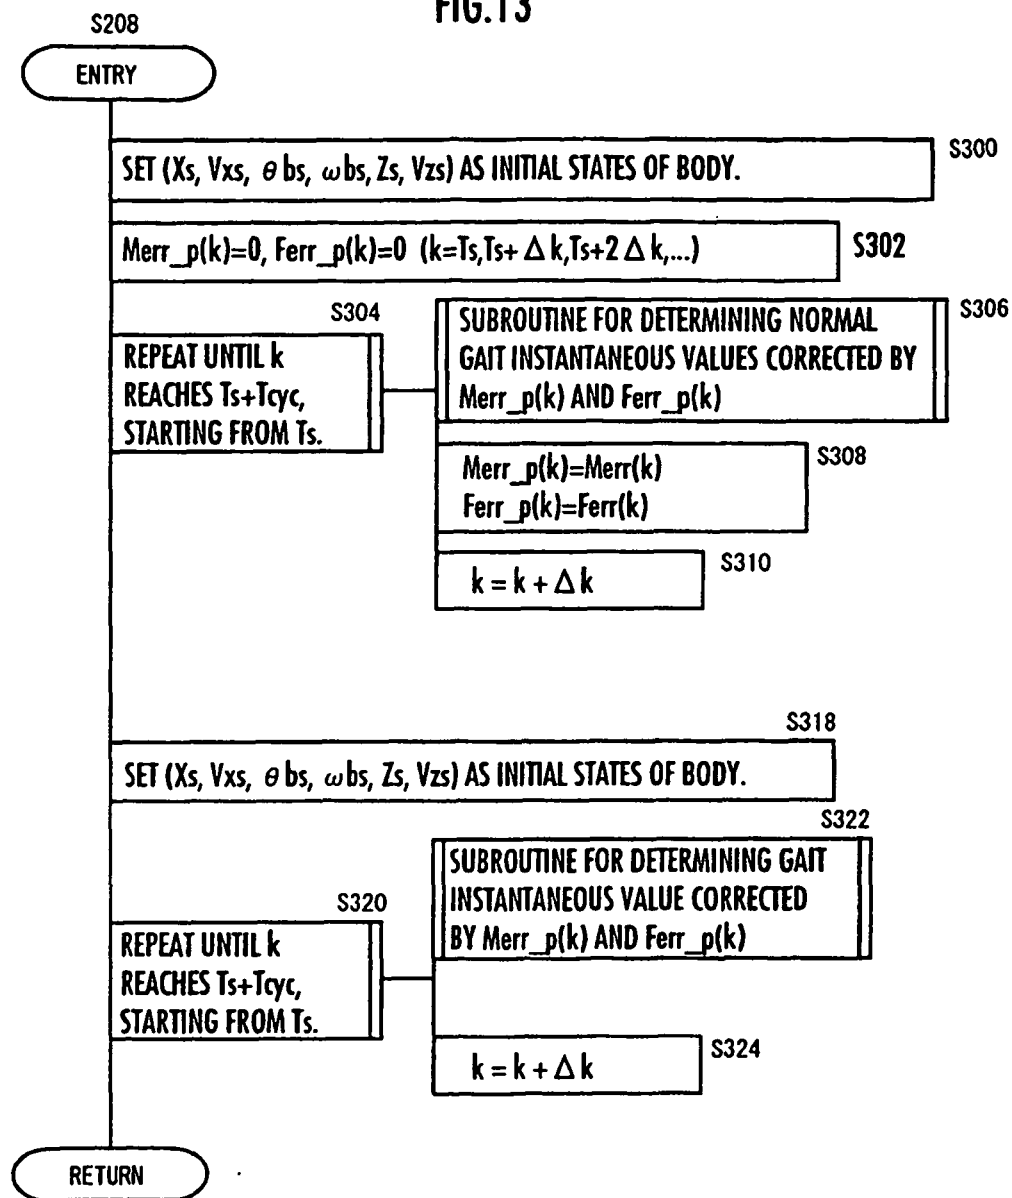 FIG.13
S208
ENTRY
S300
SET (Xs, Vxs, θbs, ωbs, Zs, Vzs) AS INITIAL STATES OF BODY.
Merr_p(k)=0, Ferr_p(k)=0 (k=Ts,Ts+Δk,Ts+2Δk,...)
S302
S304
REPEAT UNTIL k
REACHES Ts+Tcyc,
STARTING FROM Ts.
S306
SUBROUTINE FOR DETERMINING NORMAL
GAIT INSTANTANEOUS VALUES CORRECTED BY
Merr_p(k) AND Ferr_p(k)
S308
Merr_p(k)=Merr(k)
Ferr_p(k)=Ferr(k)
S310
k = k + Δk
S318
SET (Xs, Vxs, θbs, ωbs, Zs, Vzs) AS INITIAL STATES OF BODY.
S320
REPEAT UNTIL k
REACHES Ts+Tcyc,
STARTING FROM Ts.
S322
SUBROUTINE FOR DETERMINING GAIT
INSTANTANEOUS VALUE CORRECTED
BY Merr_p(k) AND Ferr_p(k)
S324
k = k + Δk
RETURN